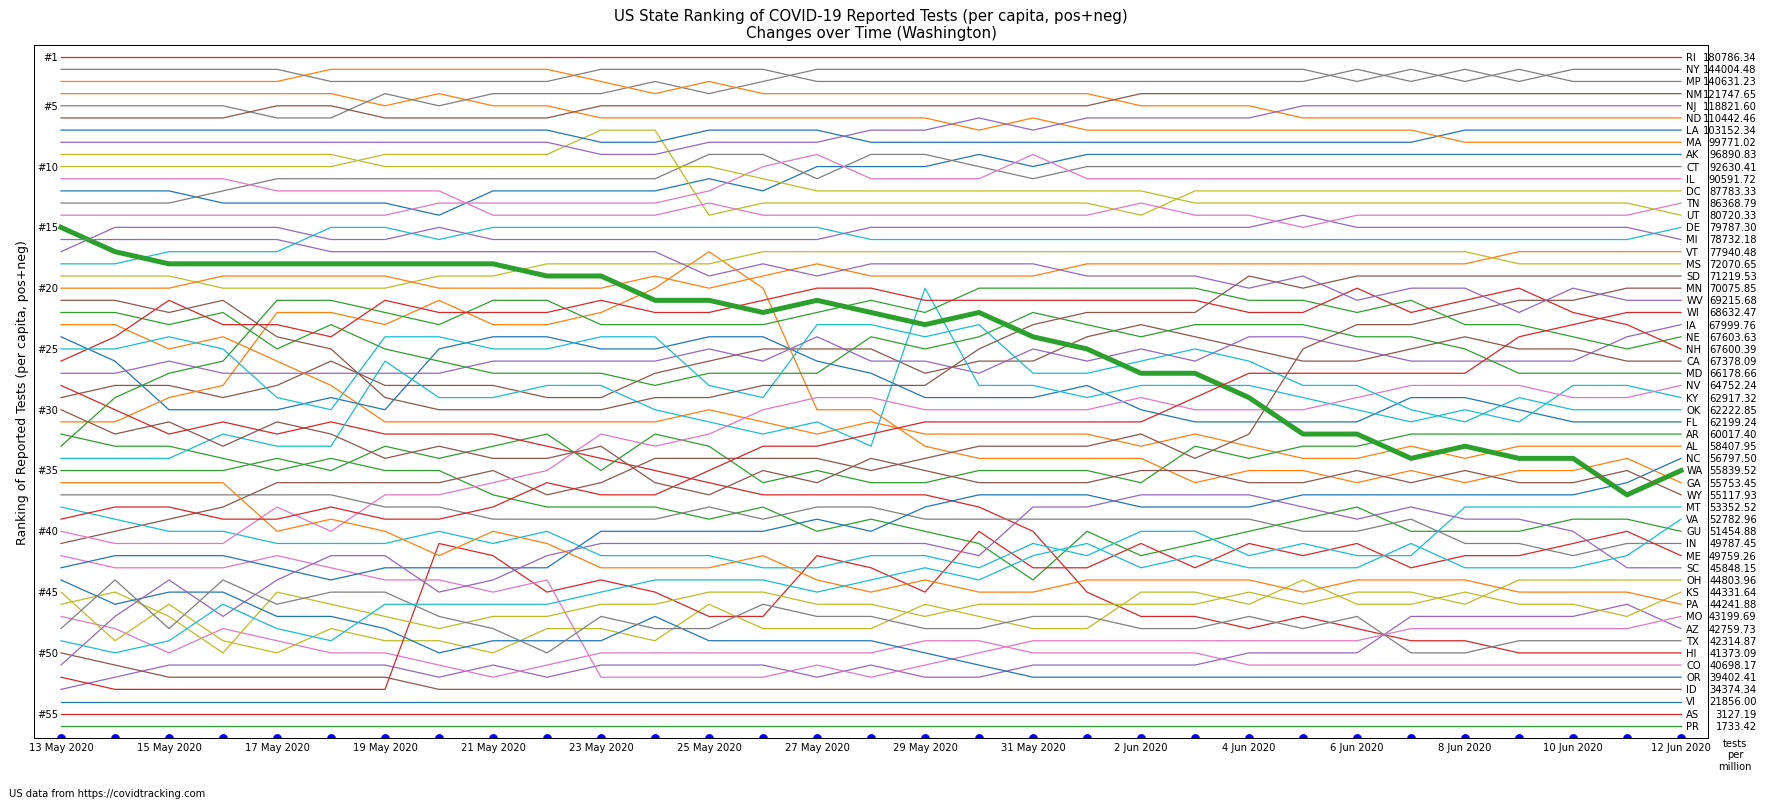 US State Ranking of COVID-19 Reported Tests (per capita, pos+neg)
Changes over Time (Washington)
Ranking of Reported Tests (per capita, pos+neg)
#1
#5
#10
#15
#20
#25
#30
#35
#40
#45
#50
#55
RI 180786.34
NY 144004.48
MP 140631.23
NM 121747.65
NJ 118821.60
ND 110442.46
LA 103152.34
MA 99771.02
AK 96890.83
CT 92630.41
IL 90591.72
DC 87783.33
TN 86368.79
UT 80720.33
DE 79787.30
MI 78732.18
VT 77940.48
MS 72070.65
SD 71219.53
MN 70075.85
WV 69215.68
WI 68632.47
IA 67999.76
NE 67603.63
NH 67600.39
CA 67378.09
MD 66178.66
NV 64752.24
KY 62917.32
OK 62222.85
FL 62199.24
AR 60017.40
AL 58407.95
NC 56797.50
WA 55839.52
GA 55753.45
WY 55117.93
MT 53352.52
VA 52782.96
GU 51454.88
IN 49787.45
ME 49759.26
SC 45848.15
OH 44803.96
KS 44331.64
PA 44241.88
MO 43199.69
AZ 42759.73
TX 42314.87
HI 41373.09
CO 40698.17
OR 39402.41
ID 34374.34
VI 21856.00
AS 3127.19
PR 1733.42
13 May 2020 15 May 2020 17 May 2020 19 May 2020 21 May 2020 23 May 2020 25 May 2020 27 May 2020 29 May 2020 31 May 2020 2 Jun 2020 4 Jun 2020 6 Jun 2020 8 Jun 2020 10 Jun 2020 12 Jun 2020
tests
per
million
US data from https://covidtracking.com